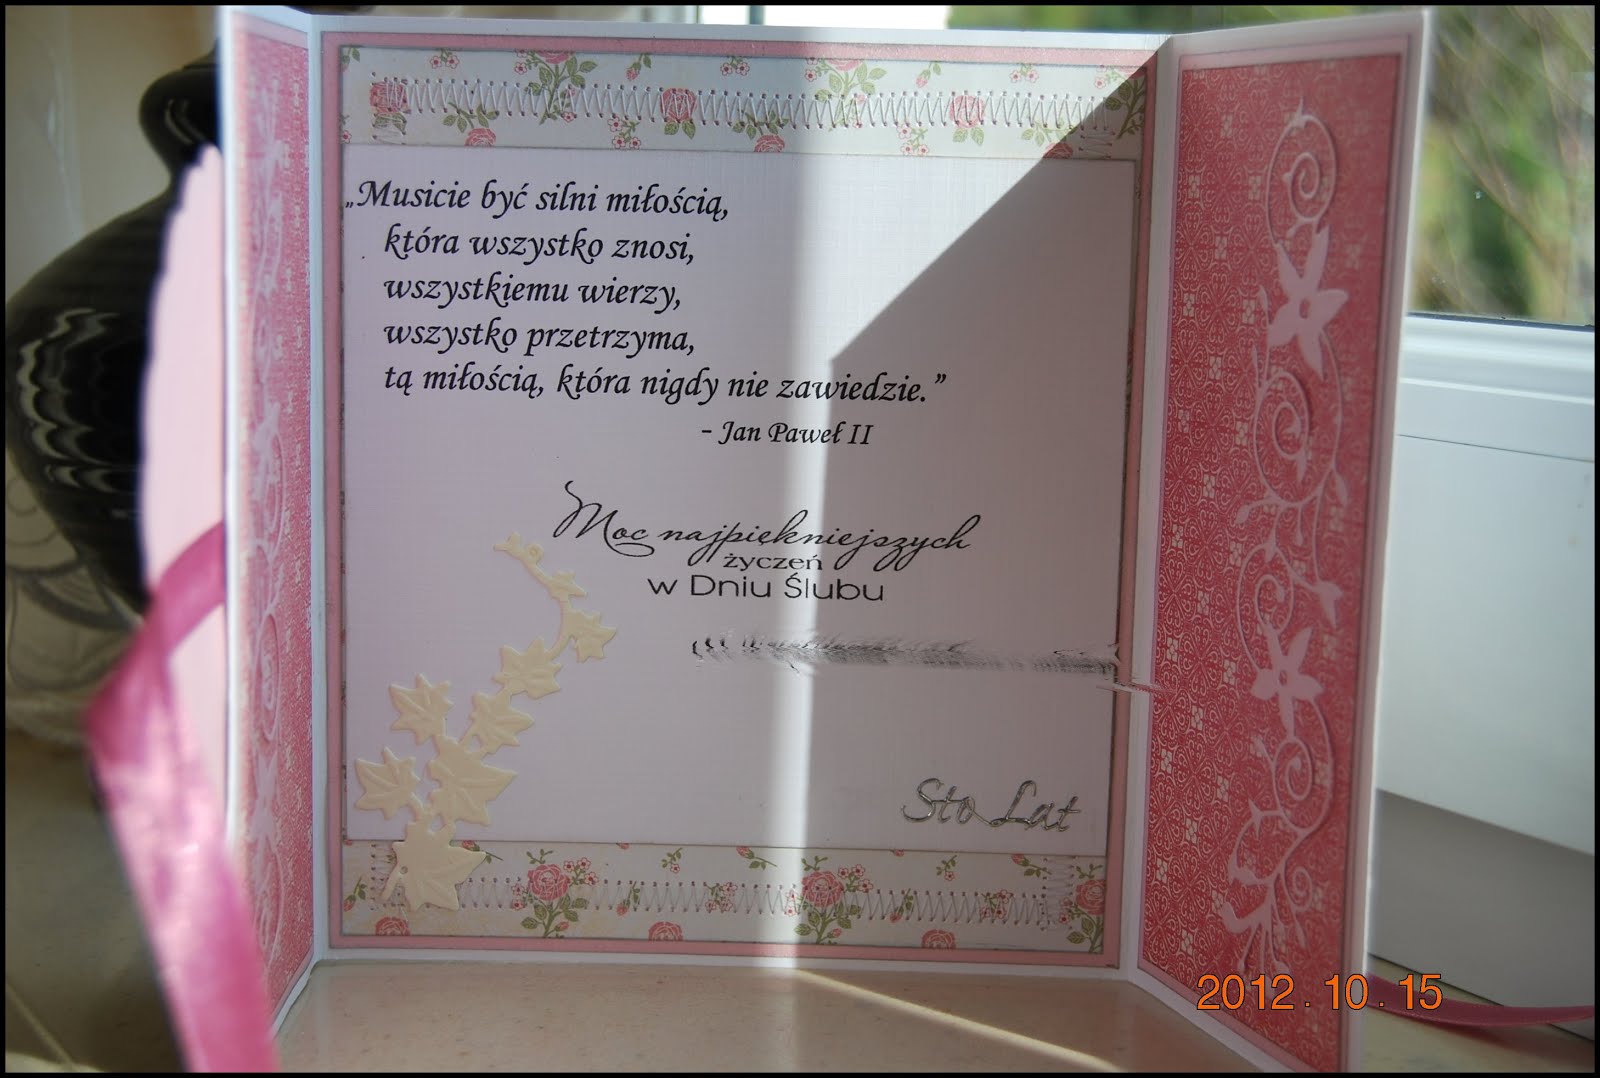 „Musicie być silni miłością,
która wszystko znosi,
wszystkiemu wierzy,
wszystko przetrzyma,
tą miłością, która nigdy nie zawiedzie.”
- Jan Paweł II
Moc najpiękniejszych
życzeń
w Dniu Ślubu
Sto Lat
2012.10.15